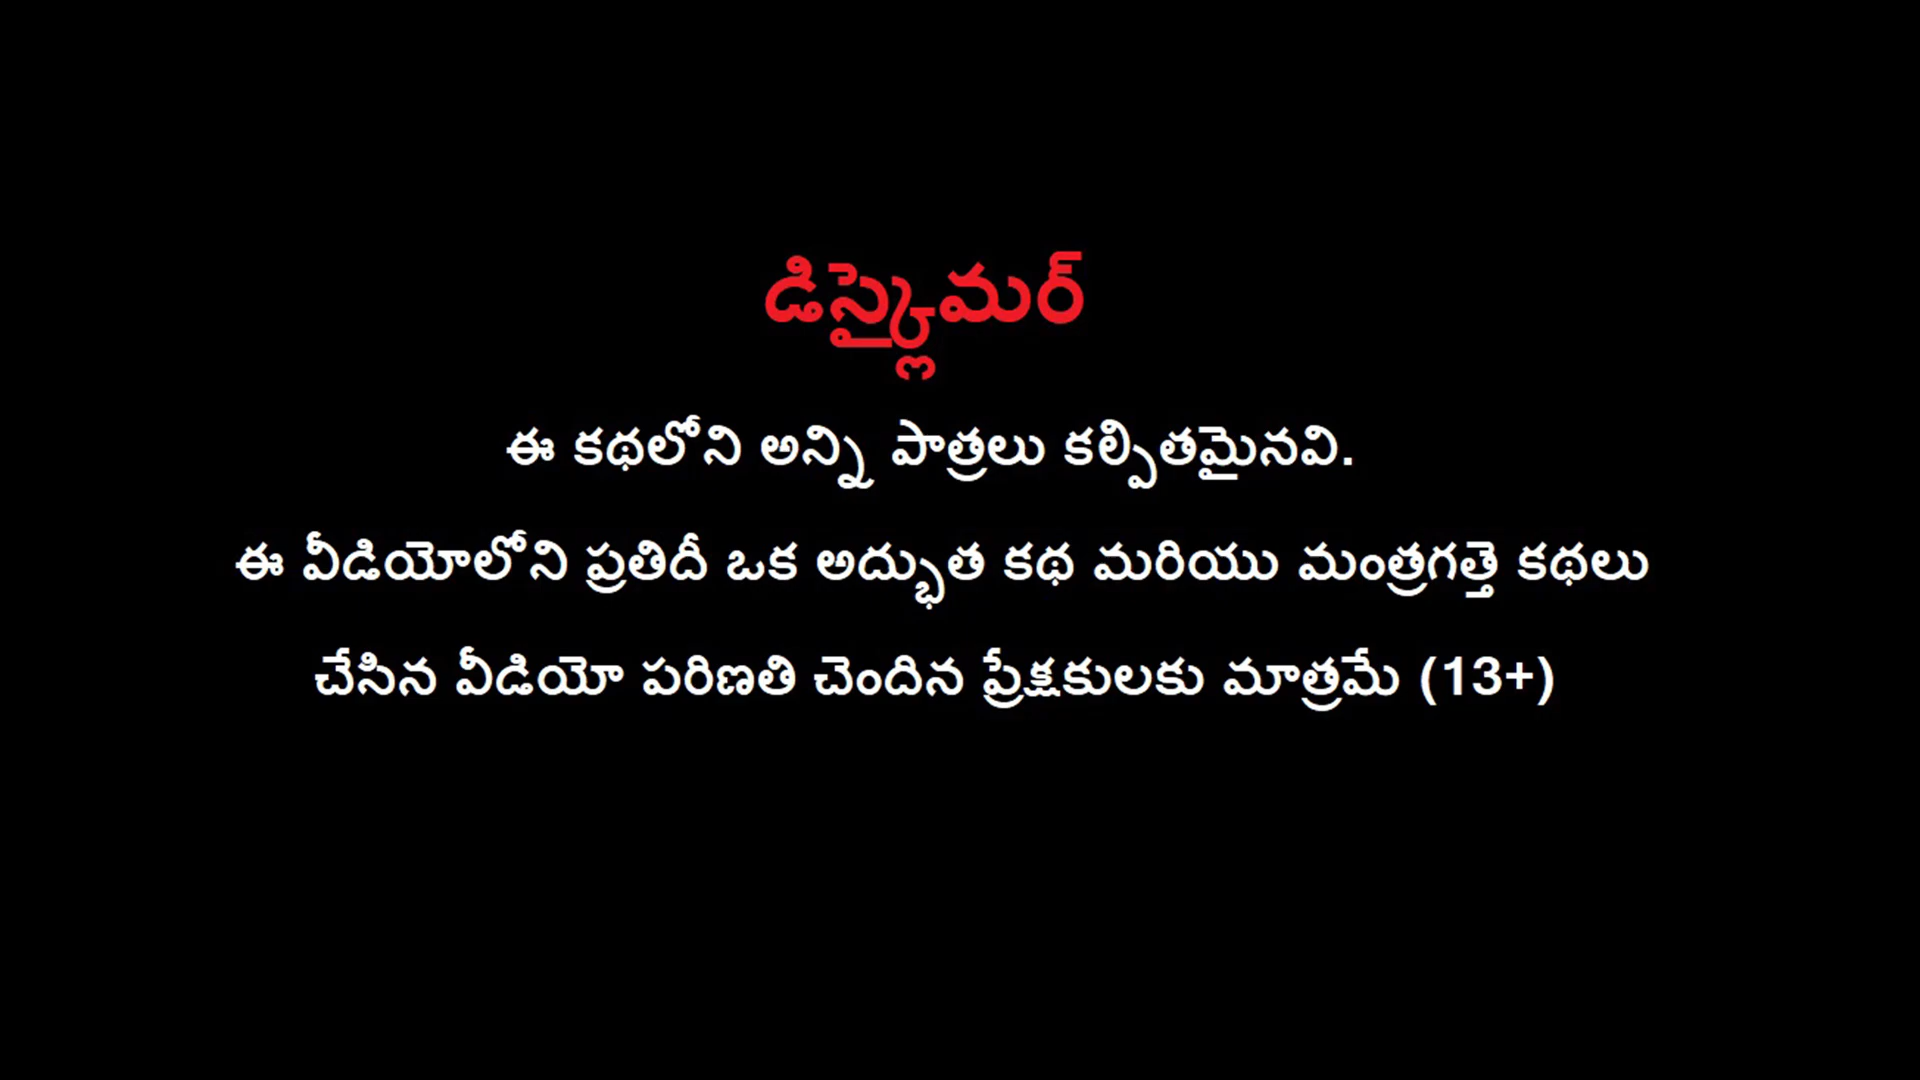 డిస్క్లైమర్
ఈ కథలోని అన్ని పాత్రలు కల్పితమైనవి.
ఈ వీడియోలోని ప్రతిదీ ఒక అద్భుత కథ మరియు మంత్రగత్తె కథలు
చేసిన వీడియో పరిణతి చెందిన ప్రేక్షకులకు మాత్రమే (13+)